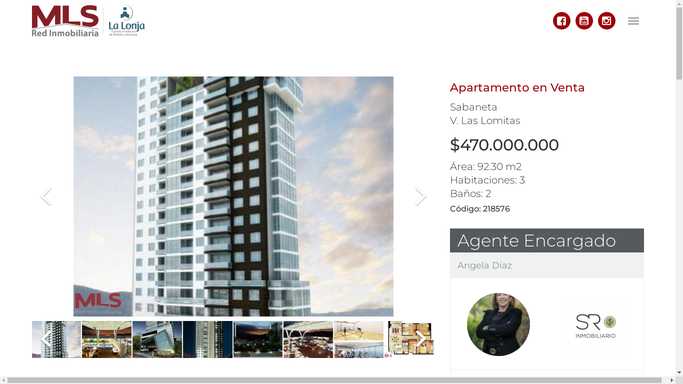 MLS
Red Inmobiliaria
La Lonja
Apartamento en Venta
Sabaneta
V. Las Lomitas
$470.000.000
Área: 92.30 m2
Habitaciones: 3
Baños: 2
Código: 218576
Agente Encargado
Angela Diaz
MLS
SR
INMOBILIARIO